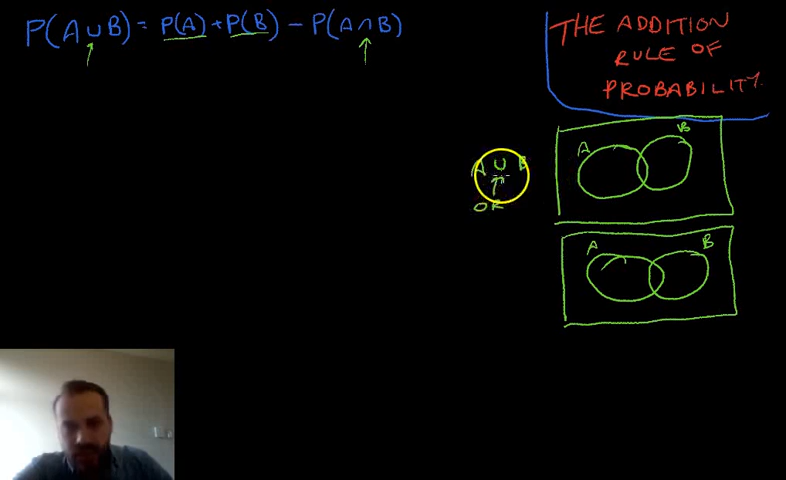 P(A∪B) = P(A) + P(B) − P(A∩B)
THE ADDITION
RULE OF
PROBABILITY
A B
A ∪ B
OR
A B